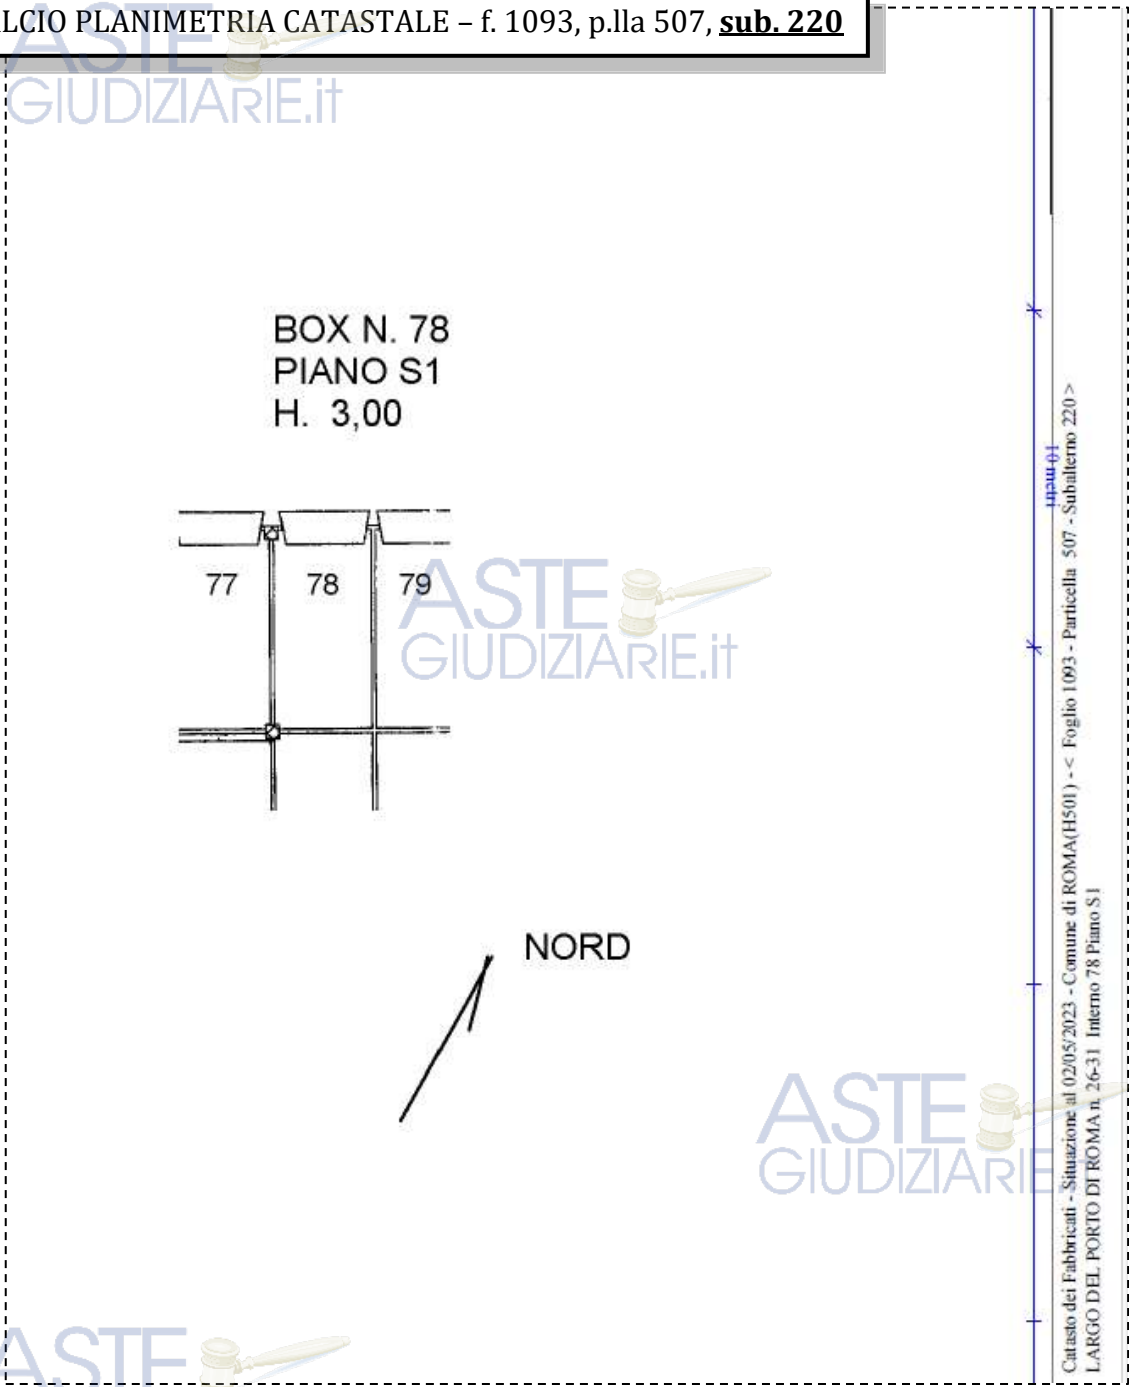 LCIO PLANIMETRIA CATASTALE – f. 1093, p.lla 507, sub. 220
ASTE
GIUDIZIARIE.it
BOX N. 78
PIANO S1
H. 3,00
77
78
79
ASTE
GIUDIZIARIE.it
NORD
ASTE
GIUDIZIARIE
ASTE
10 metri
Catasto dei Fabbricati - Situazione al 02/05/2023 - Comune di ROMA(H501) - < Foglio 1093 - Particella 507 - Subalterno 220 >
LARGO DEL PORTO DI ROMA n. 26-31 Interno 78 Piano S1